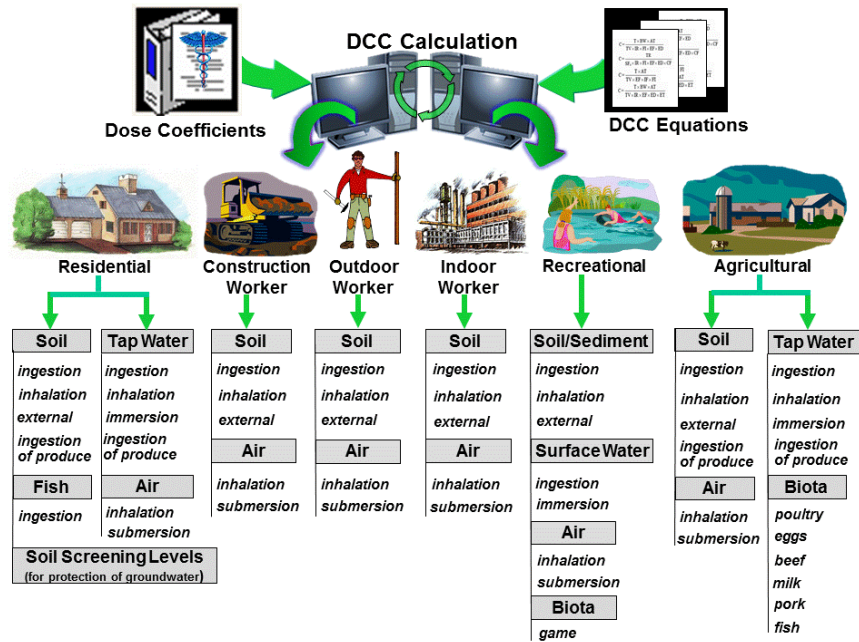 DCC Calculation
Dose Coefficients
DCC Equations
Residential
Construction
Worker
Outdoor
Worker
Indoor
Worker
Recreational
Agricultural
Soil
ingestion
inhalation
external
ingestion
of produce
Fish
ingestion
Soil Screening Levels
(for protection of groundwater)
Tap Water
ingestion
inhalation
immersion
ingestion
of produce
Air
inhalation
submersion
Soil
ingestion
inhalation
external
Air
inhalation
submersion
Soil
ingestion
inhalation
external
Air
inhalation
submersion
Soil
ingestion
inhalation
external
Air
inhalation
submersion
Soil/Sediment
ingestion
inhalation
external
Surface Water
ingestion
immersion
Air
inhalation
submersion
Biota
game
Soil
ingestion
inhalation
external
ingestion
of produce
Air
inhalation
submersion
Tap Water
ingestion
inhalation
immersion
ingestion
of produce
Biota
poultry
eggs
beef
milk
pork
fish